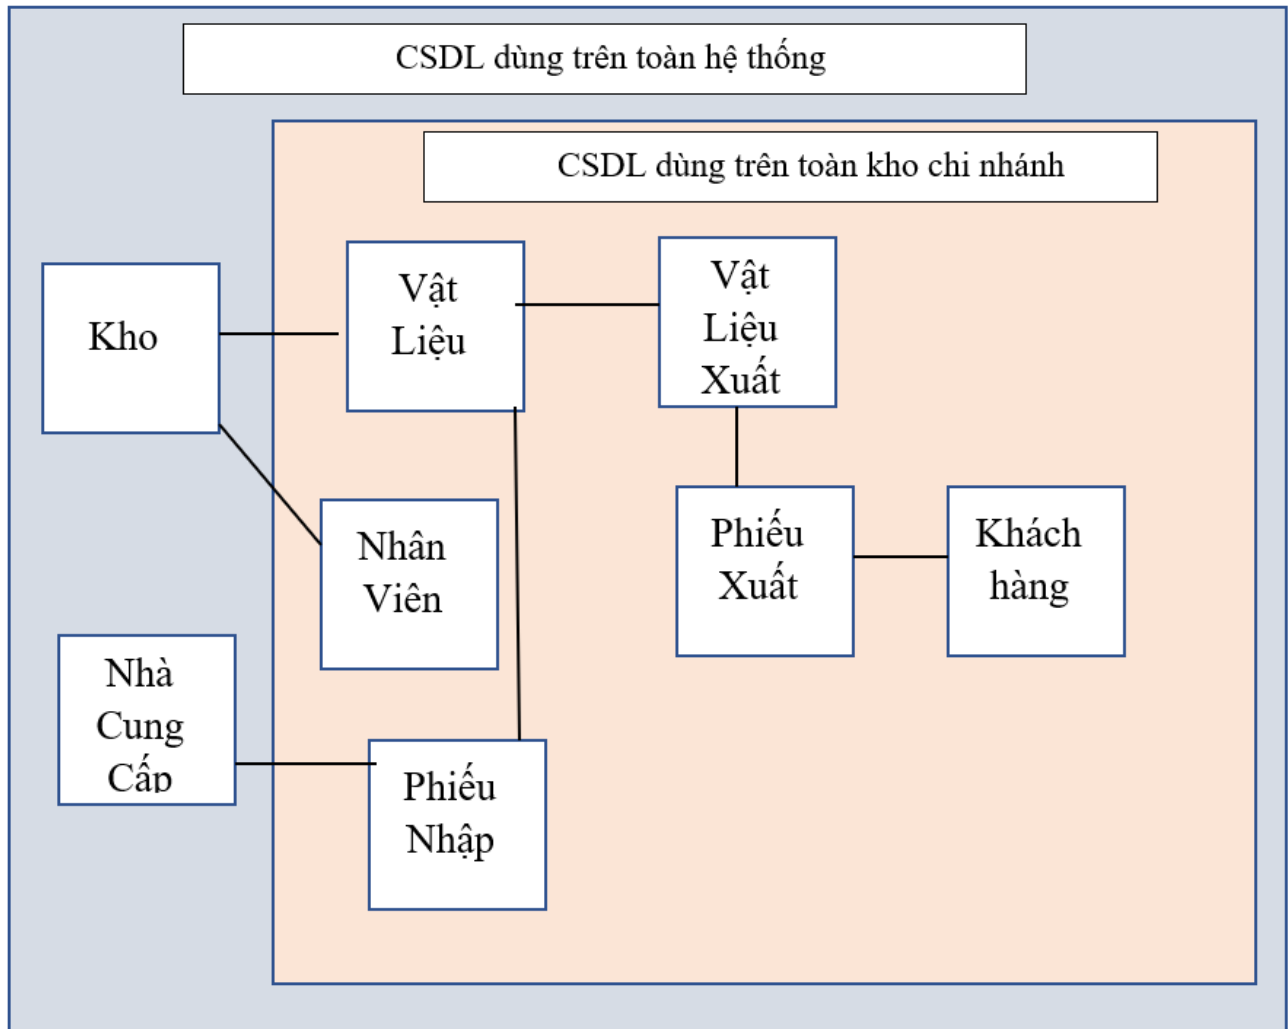 CSDL dùng trên toàn hệ thống
CSDL dùng trên toàn kho chi nhánh
Kho
Vật
Liệu
Vật
Liệu
Xuất
Nhân
Viên
Phiếu
Xuất
Khách
hàng
Nhà
Cung
Cấp
Phiếu
Nhập